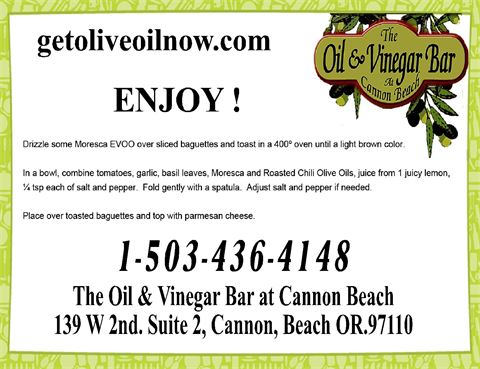 getoliveoilnow.com
The
Oil & Vinegar Bar
At
Cannon Beach
ENJOY !
Drizzle some Moresca EVOO over sliced baguettes and toast in a 400º oven until a light brown color.
In a bowl, combine tomatoes, garlic, basil leaves, Moresca and Roasted Chili Olive Oils, juice from 1 juicy lemon,
¼ tsp each of salt and pepper.  Fold gently with a spatula.  Adjust salt and pepper if needed.
Place over toasted baguettes and top with parmesan cheese.
1-503-436-4148
The Oil & Vinegar Bar at Cannon Beach
139 W 2nd. Suite 2, Cannon, Beach OR.97110